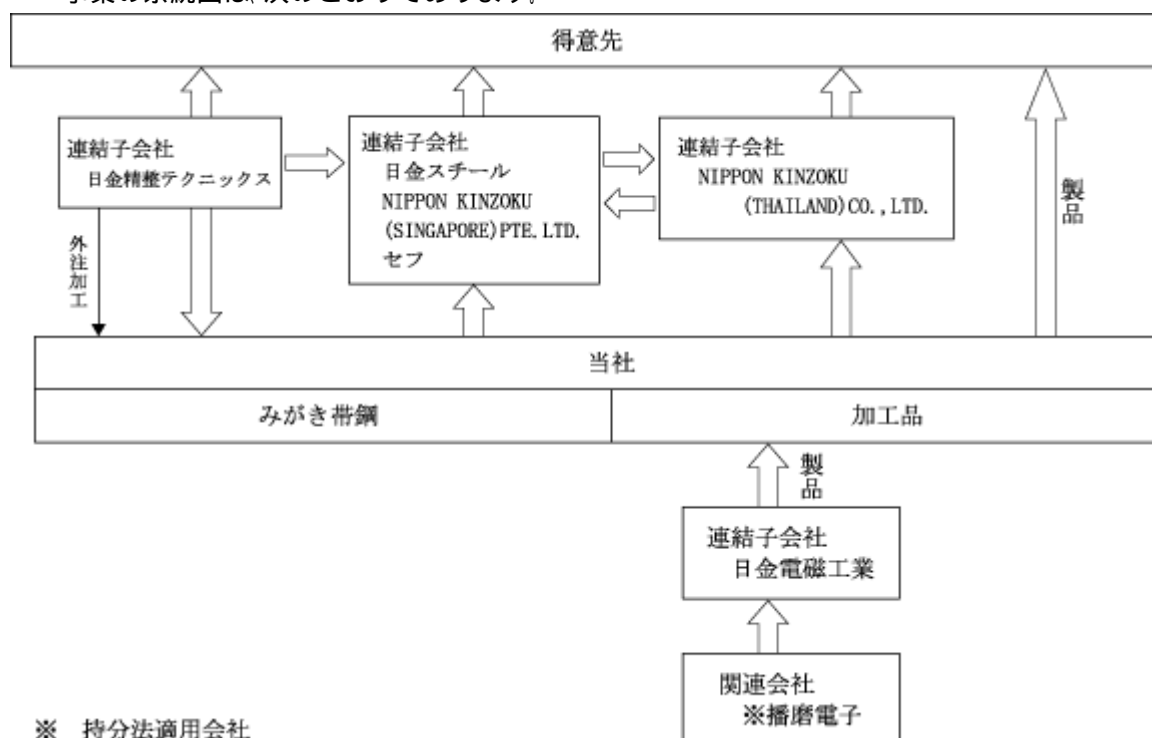 事業の系統図は、次のとおりであります。
得意先
連結子会社
日金精整テクニックス
連結子会社
日金スチール
NIPPON KINZOKU
(SINGAPORE)PTE.LTD.
セフ
連結子会社
NIPPON KINZOKU
(THAILAND)CO.,LTD.
製品
外注加工
当社
みがき帯鋼
加工品
製品
連結子会社
日金電磁工業
関連会社
※播磨電子
※ 持分法適用会社